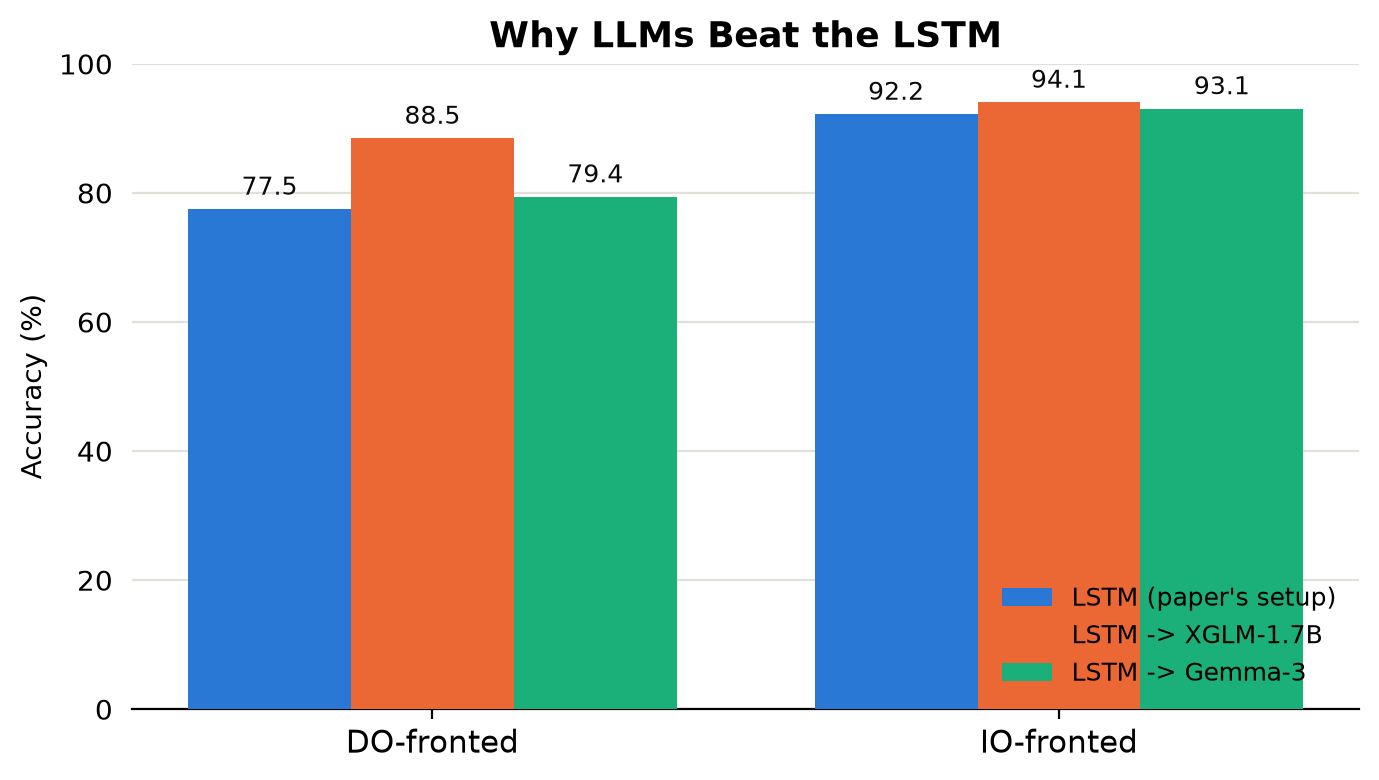 Why LLMs Beat the LSTM
Accuracy (%)
100
80
60
40
20
0
77.5
88.5
79.4
92.2
94.1
93.1
LSTM (paper's setup)
LSTM -> XGLM-1.7B
LSTM -> Gemma-3
DO-fronted
IO-fronted